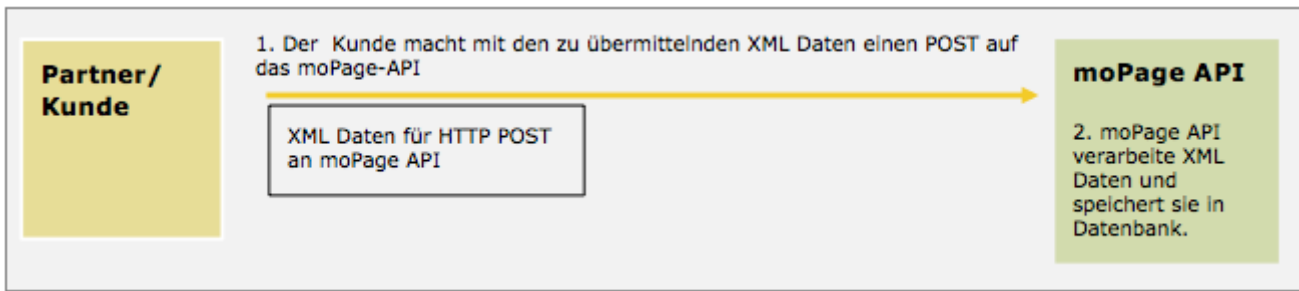 Partner/
Kunde
1. Der Kunde macht mit den zu übermittelnden XML Daten einen POST auf
das moPage-API
XML Daten für HTTP POST
an moPage API
moPage API
2. moPage API
verarbeite XML
Daten und
speichert sie in
Datenbank.